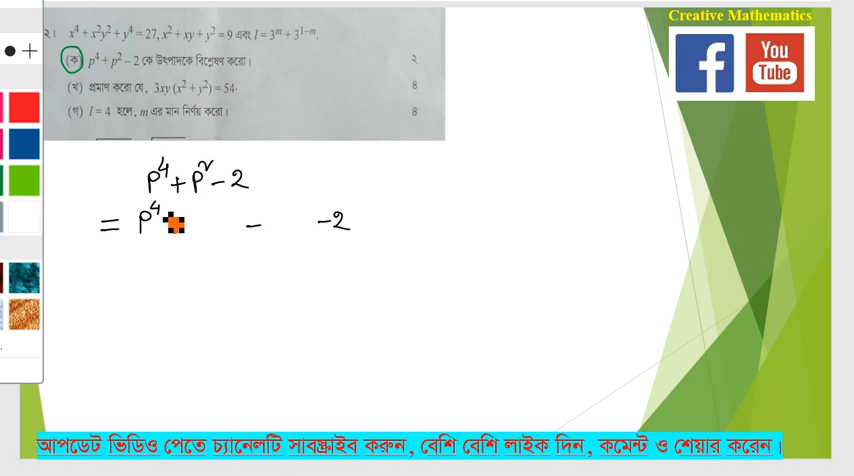 Creative Mathematics
২। x⁴ + x²y² + y⁴ = 27, x² + xy + y² = 9 এবং l = 3ᵐ + 3¹⁻ᵐ.
(ক) p⁴ + p² − 2 কে উৎপাদকে বিশ্লেষণ করো। ২
(খ) প্রমাণ করো যে, 3xy (x² + y²) = 54. ৪
(গ) l = 4 হলে, m এর মান নির্ণয় করো। ৪
You
Tube
p⁴ + p² − 2
= p⁴ + − −2
আপডেট ভিডিও পেতে চ্যানেলটি সাবস্ক্রাইব করুন, বেশি বেশি লাইক দিন, কমেন্ট ও শেয়ার করেন।